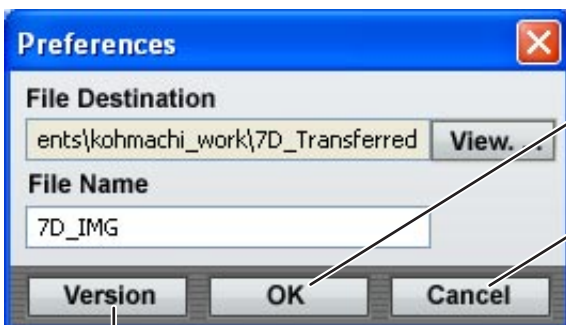 Preferences
File Destination
ents\kohmachi_work\7D_Transferred View. . .
File Name
7D_IMG
Version OK Cancel